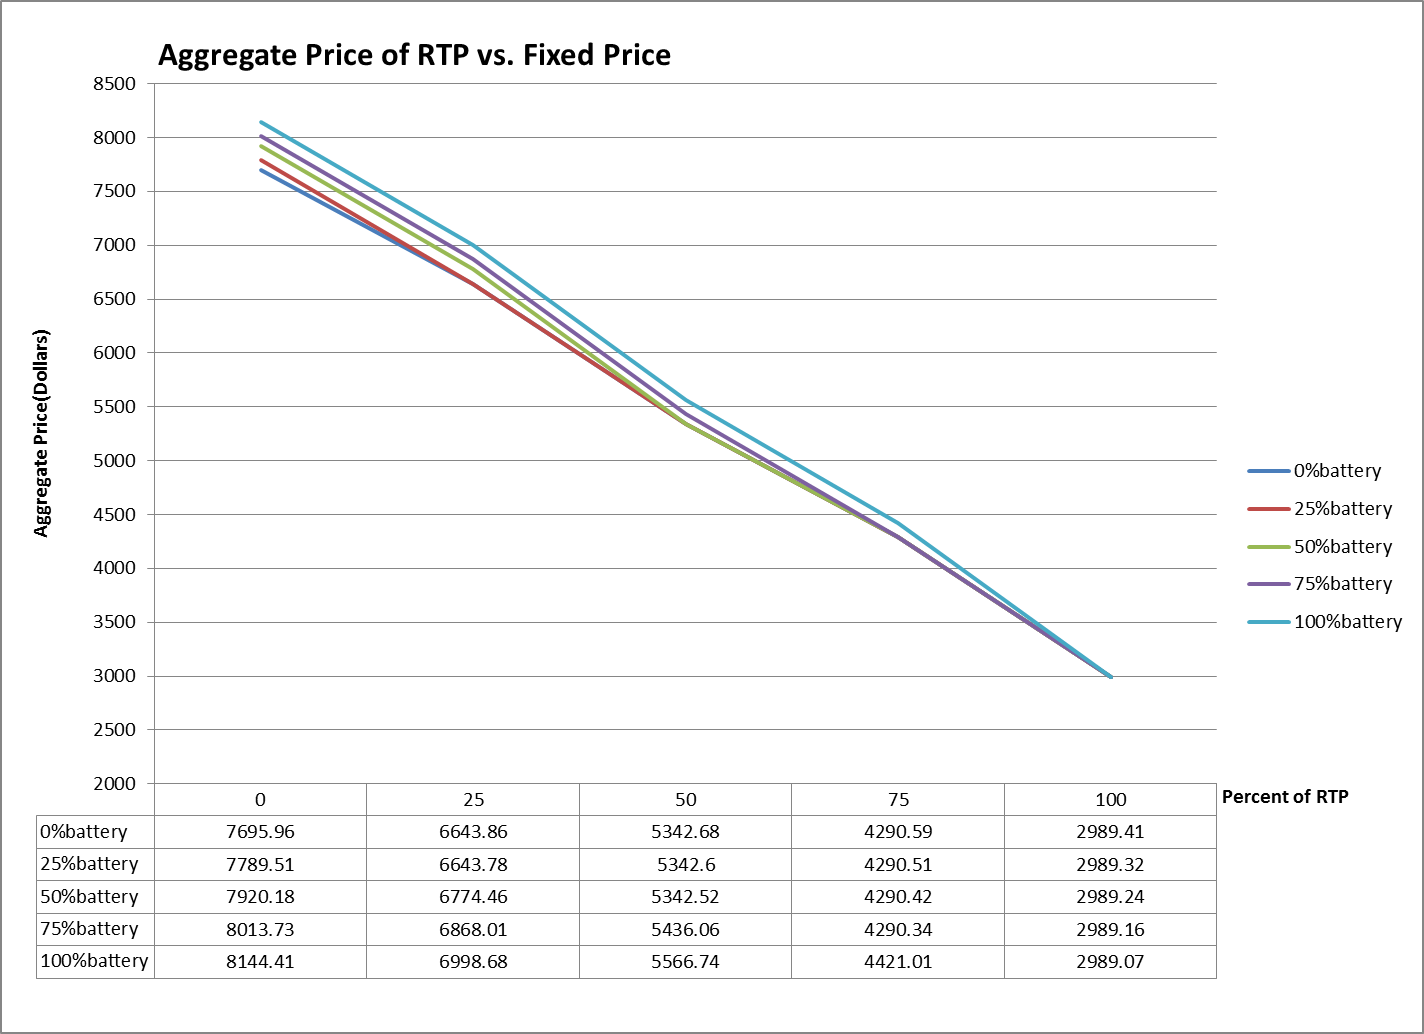 Aggregate Price of RTP vs. Fixed Price
8500
8000
7500
7000
6500
6000
5500
5000
4500
4000
3500
3000
2500
2000
Aggregate Price(Dollars)
0%battery
25%battery
50%battery
75%battery
100%battery
0 25 50 75 100 Percent of RTP
0%battery 7695.96 6643.86 5342.68 4290.59 2989.41
25%battery 7789.51 6643.78 5342.6 4290.51 2989.32
50%battery 7920.18 6774.46 5342.52 4290.42 2989.24
75%battery 8013.73 6868.01 5436.06 4290.34 2989.16
100%battery 8144.41 6998.68 5566.74 4421.01 2989.07